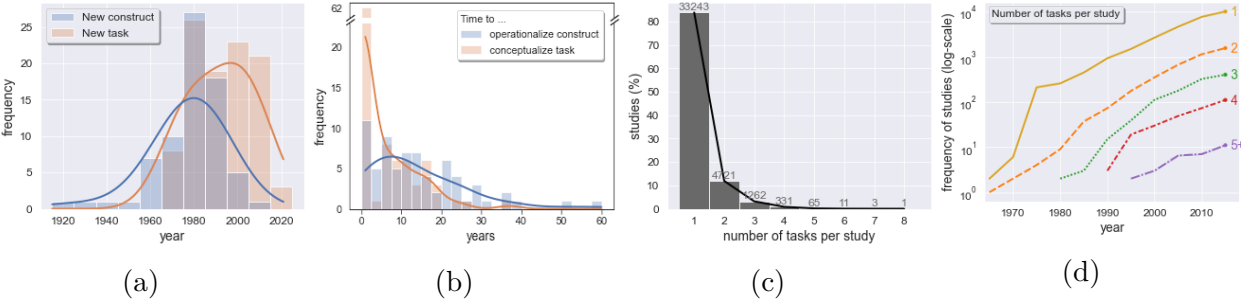 New construct
New task
frequency
25
20
15
10
5
0
1920 1940 1960 1980 2000 2020
year
(a)
Time to ...
operationalize construct
conceptualize task
frequency
62
20
15
10
5
0
0 10 20 30 40 50 60
years
(b)
studies (%)
80
70
60
50
40
30
20
10
0
33243
4721
1262
331
65
11
3
1
1 2 3 4 5 6 7 8
number of tasks per study
(c)
Number of tasks per study
frequency of studies (log-scale)
10⁴
10³
10²
10¹
10⁰
1
2
3
4
5+
1970 1980 1990 2000 2010
year
(d)